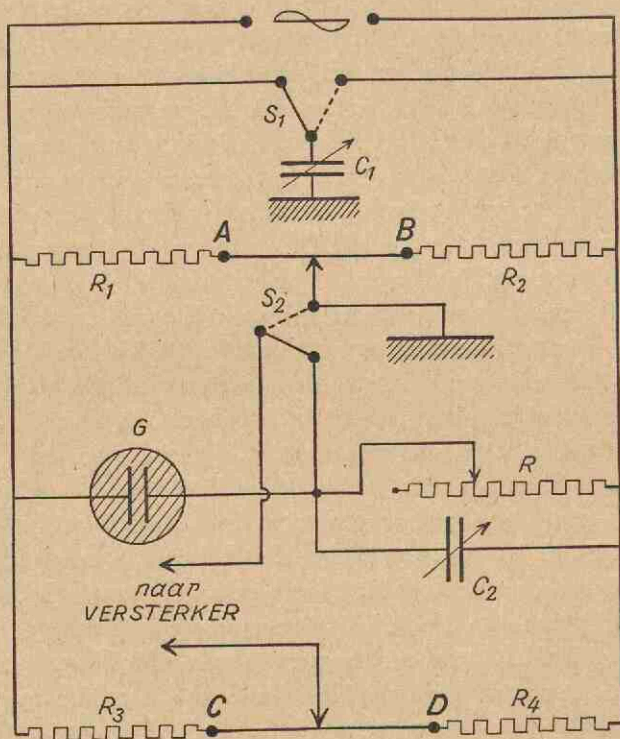 S₁
C₁
A B
R₁ R₂
S₂
G
R
C₂
naar
VERSTERKER
R₃ C D R₄